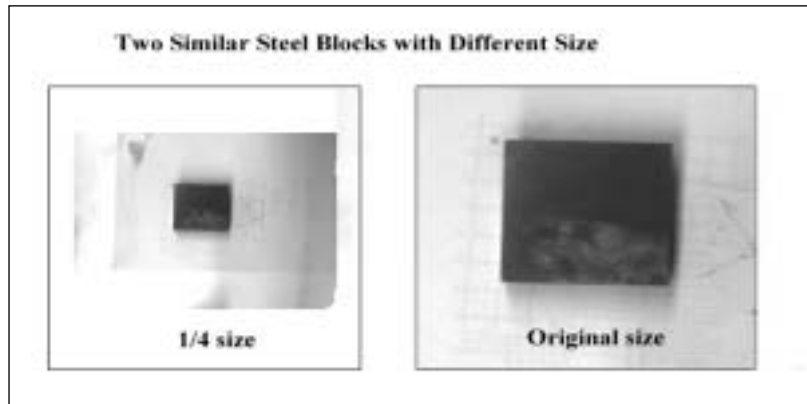 Two Similar Steel Blocks with Different Size
1/4 size
Original size